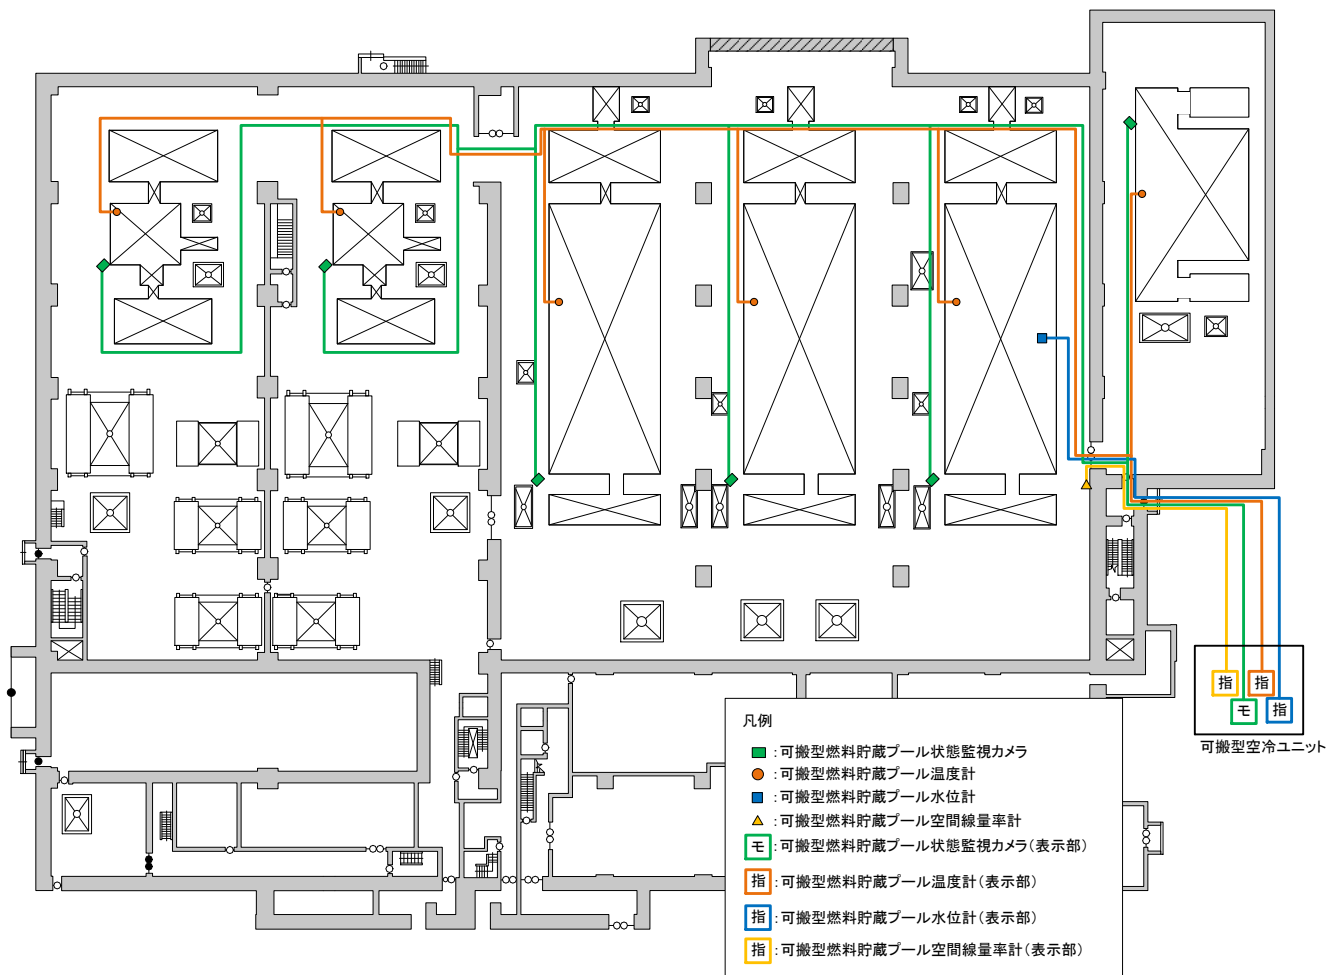 指 指
モ 指
可搬型空冷ユニット
凡例
:可搬型燃料貯蔵プール状態監視カメラ
:可搬型燃料貯蔵プール温度計
:可搬型燃料貯蔵プール水位計
:可搬型燃料貯蔵プール空間線量率計
モ:可搬型燃料貯蔵プール状態監視カメラ(表示部)
指:可搬型燃料貯蔵プール温度計(表示部)
指:可搬型燃料貯蔵プール水位計(表示部)
指:可搬型燃料貯蔵プール空間線量率計(表示部)